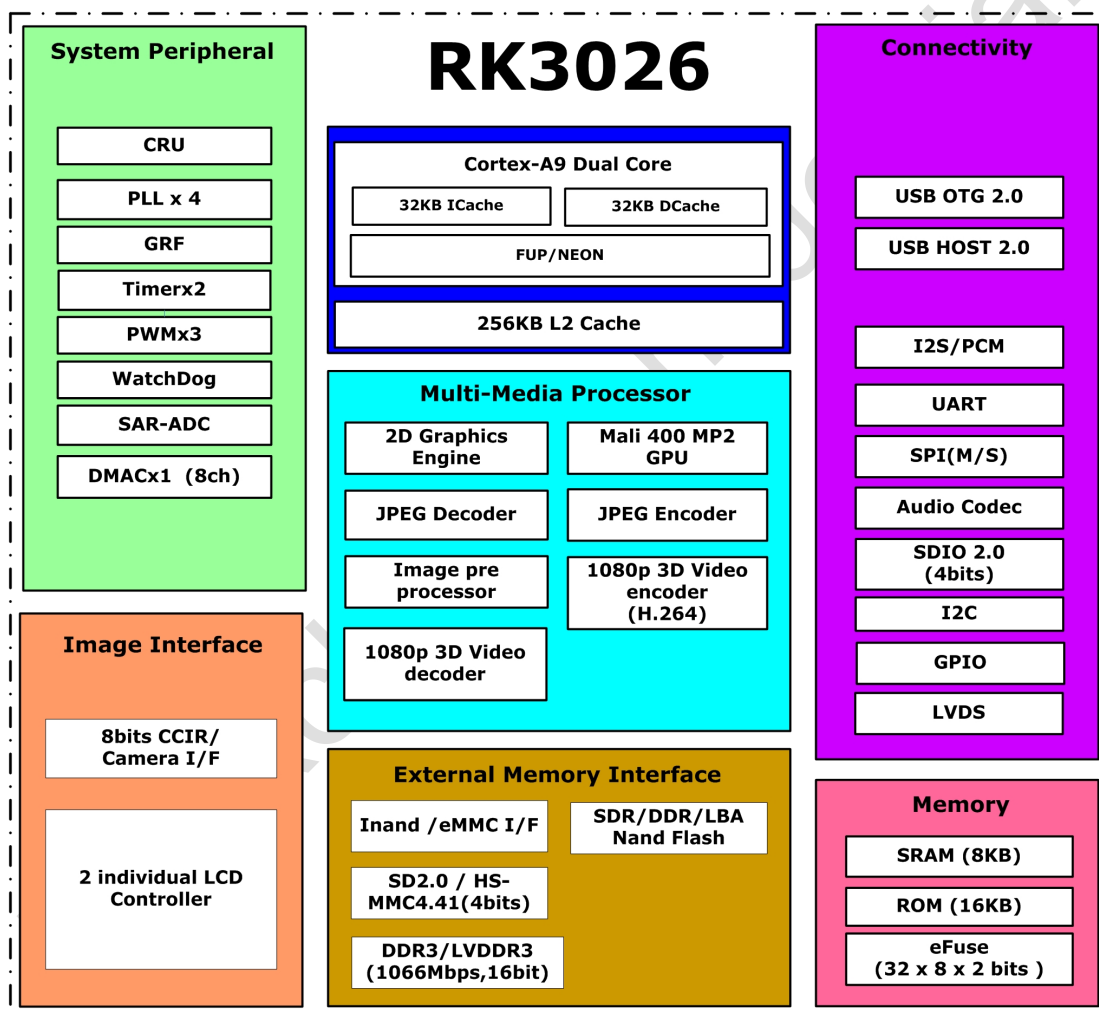 RK3026
System Peripheral
CRU
PLL x 4
GRF
Timerx2
PWMx3
WatchDog
SAR-ADC
DMACx1 (8ch)
Image Interface
8bits CCIR/
Camera I/F
2 individual LCD
Controller
Cortex-A9 Dual Core
32KB ICache
32KB DCache
FUP/NEON
256KB L2 Cache
Multi-Media Processor
2D Graphics
Engine
Mali 400 MP2
GPU
JPEG Decoder
JPEG Encoder
Image pre
processor
1080p 3D Video
encoder
(H.264)
1080p 3D Video
decoder
External Memory Interface
Inand /eMMC I/F
SDR/DDR/LBA
Nand Flash
SD2.0 / HS-
MMC4.41(4bits)
DDR3/LVDDR3
(1066Mbps,16bit)
Connectivity
USB OTG 2.0
USB HOST 2.0
I2S/PCM
UART
SPI(M/S)
Audio Codec
SDIO 2.0
(4bits)
I2C
GPIO
LVDS
Memory
SRAM (8KB)
ROM (16KB)
eFuse
(32 x 8 x 2 bits )